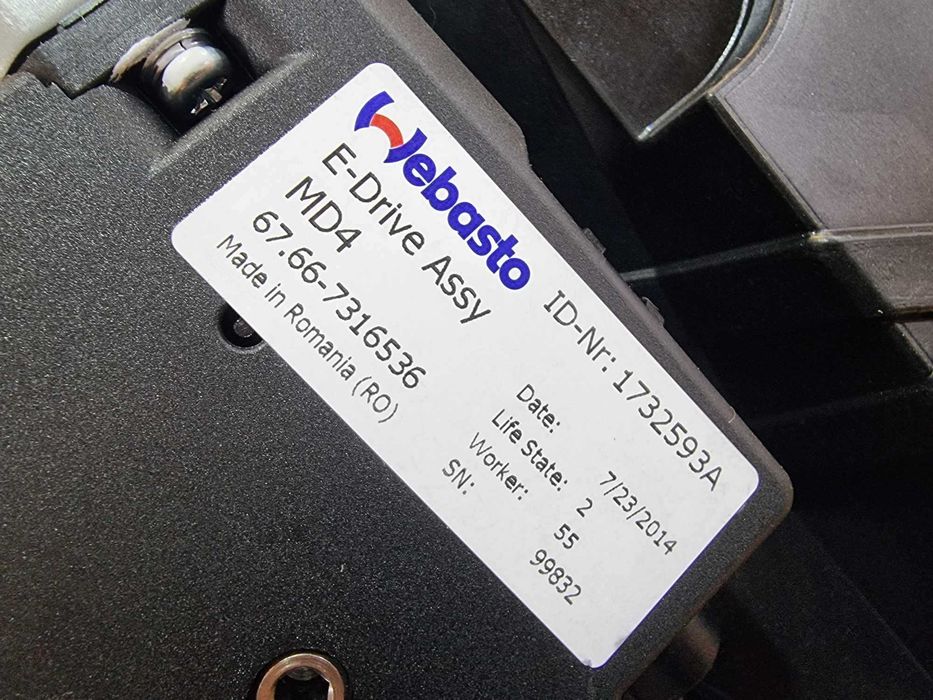 Webasto
E-Drive Assy
MD4
67.66-7316536
Made in Romania (RO)
ID-Nr: 1732593A
Date: 7/23/2014
Life State: 2
Worker: 55
SN: 99832